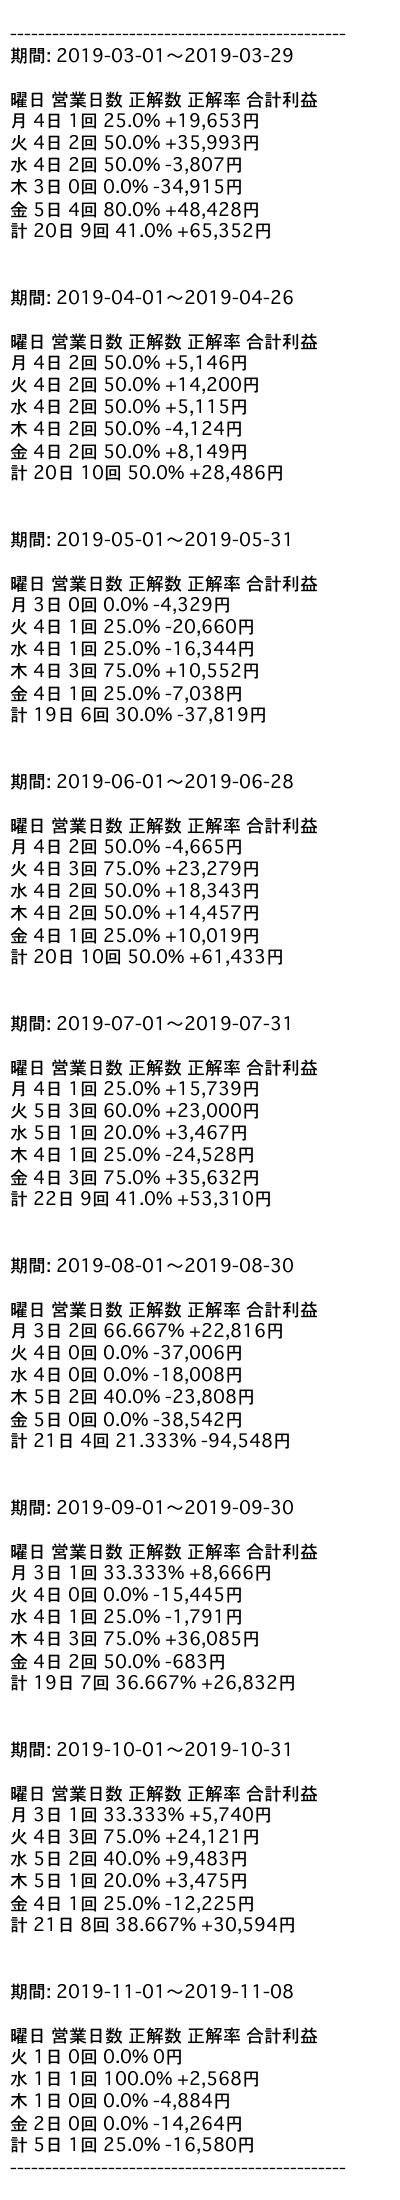 ------------------------------------------------
期間: 2019-03-01～2019-03-29
曜日 営業日数 正解数 正解率 合計利益
月 4日 1回 25.0% +19,653円
火 4日 2回 50.0% +35,993円
水 4日 2回 50.0% -3,807円
木 3日 0回 0.0% -34,915円
金 5日 4回 80.0% +48,428円
計 20日 9回 41.0% +65,352円
期間: 2019-04-01～2019-04-26
曜日 営業日数 正解数 正解率 合計利益
月 4日 2回 50.0% +5,146円
火 4日 2回 50.0% +14,200円
水 4日 2回 50.0% +5,115円
木 4日 2回 50.0% -4,124円
金 4日 2回 50.0% +8,149円
計 20日 10回 50.0% +28,486円
期間: 2019-05-01～2019-05-31
曜日 営業日数 正解数 正解率 合計利益
月 3日 0回 0.0% -4,329円
火 4日 1回 25.0% -20,660円
水 4日 1回 25.0% -16,344円
木 4日 3回 75.0% +10,552円
金 4日 1回 25.0% -7,038円
計 19日 6回 30.0% -37,819円
期間: 2019-06-01～2019-06-28
曜日 営業日数 正解数 正解率 合計利益
月 4日 2回 50.0% -4,665円
火 4日 3回 75.0% +23,279円
水 4日 2回 50.0% +18,343円
木 4日 2回 50.0% +14,457円
金 4日 1回 25.0% +10,019円
計 20日 10回 50.0% +61,433円
期間: 2019-07-01～2019-07-31
曜日 営業日数 正解数 正解率 合計利益
月 4日 1回 25.0% +15,739円
火 5日 3回 60.0% +23,000円
水 5日 1回 20.0% +3,467円
木 4日 1回 25.0% -24,528円
金 4日 3回 75.0% +35,632円
計 22日 9回 41.0% +53,310円
期間: 2019-08-01～2019-08-30
曜日 営業日数 正解数 正解率 合計利益
月 3日 2回 66.667% +22,816円
火 4日 0回 0.0% -37,006円
水 4日 0回 0.0% -18,008円
木 5日 2回 40.0% -23,808円
金 5日 0回 0.0% -38,542円
計 21日 4回 21.333% -94,548円
期間: 2019-09-01～2019-09-30
曜日 営業日数 正解数 正解率 合計利益
月 3日 1回 33.333% +8,666円
火 4日 0回 0.0% -15,445円
水 4日 1回 25.0% -1,791円
木 4日 3回 75.0% +36,085円
金 4日 2回 50.0% -683円
計 19日 7回 36.667% +26,832円
期間: 2019-10-01～2019-10-31
曜日 営業日数 正解数 正解率 合計利益
月 3日 1回 33.333% +5,740円
火 4日 3回 75.0% +24,121円
水 5日 2回 40.0% +9,483円
木 5日 1回 20.0% +3,475円
金 4日 1回 25.0% -12,225円
計 21日 8回 38.667% +30,594円
期間: 2019-11-01～2019-11-08
曜日 営業日数 正解数 正解率 合計利益
火 1日 0回 0.0% 0円
水 1日 1回 100.0% +2,568円
木 1日 0回 0.0% -4,884円
金 2日 0回 0.0% -14,264円
計 5日 1回 25.0% -16,580円
------------------------------------------------